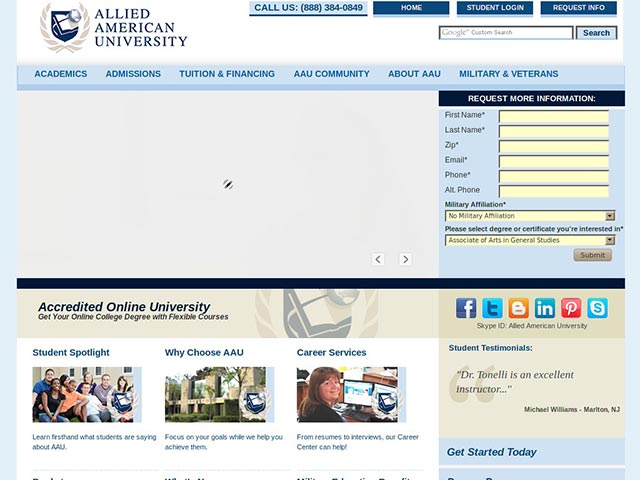 ALLIED
AMERICAN
UNIVERSITY
CALL US: (888) 384-0849
HOME
STUDENT LOGIN
REQUEST INFO
Google Custom Search
Search
ACADEMICS
ADMISSIONS
TUITION & FINANCING
AAU COMMUNITY
ABOUT AAU
MILITARY & VETERANS
REQUEST MORE INFORMATION:
First Name*
Last Name*
Zip*
Email*
Phone*
Alt. Phone
Military Affiliation*
No Military Affiliation
Please select degree or certificate you're interested in*
Associate of Arts in General Studies
Submit
Accredited Online University
Get Your Online College Degree with Flexible Courses
Skype ID: Allied American University
Student Spotlight
Why Choose AAU
Career Services
Learn firsthand what students are saying
about AAU.
Focus on your goals while we help you
achieve them.
From resumes to interviews, our Career
Center can help!
Student Testimonials:
"Dr. Tonelli is an excellent
instructor..."
Michael Williams - Marlton, NJ
Get Started Today